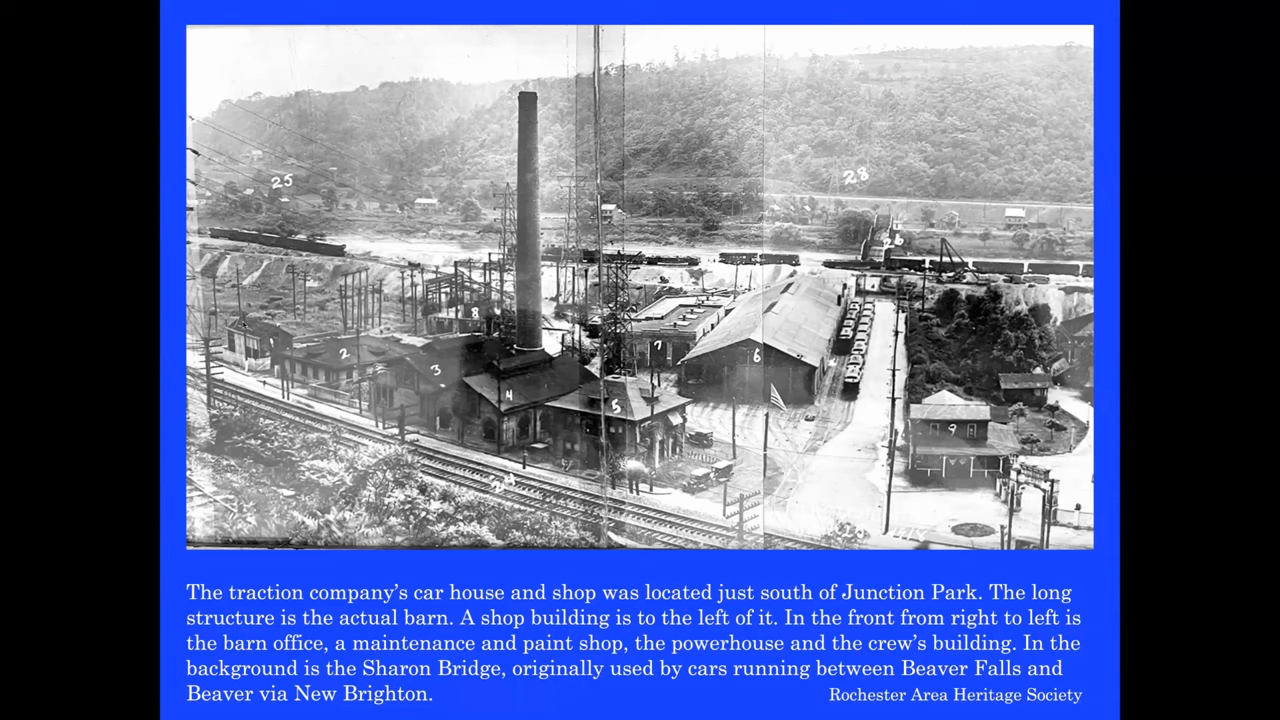 25
28
26
8
2
3
7
6
4
5
9
24
The traction company's car house and shop was located just south of Junction Park. The long
structure is the actual barn. A shop building is to the left of it. In the front from right to left is
the barn office, a maintenance and paint shop, the powerhouse and the crew's building. In the
background is the Sharon Bridge, originally used by cars running between Beaver Falls and
Beaver via New Brighton.
Rochester Area Heritage Society